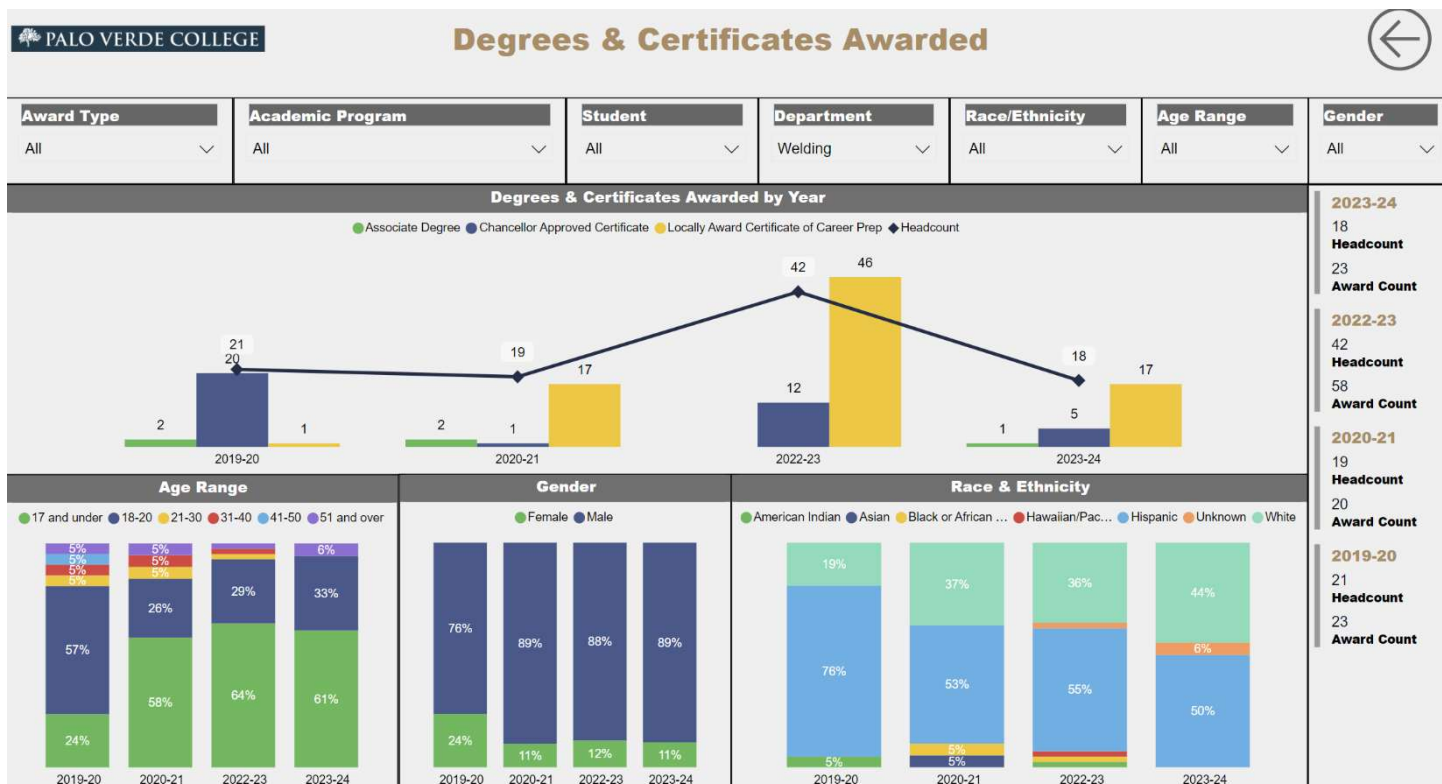 PALO VERDE COLLEGE
Degrees & Certificates Awarded
Award Type
All
Academic Program
All
Student
All
Department
Welding
Race/Ethnicity
All
Age Range
All
Gender
All
Degrees & Certificates Awarded by Year
Associate Degree Chancellor Approved Certificate Locally Award Certificate of Career Prep Headcount
21
20
2
1
19
2
1
17
42
12
46
18
1
5
17
2019-20 2020-21 2022-23 2023-24
2023-24
18
Headcount
23
Award Count
2022-23
42
Headcount
58
Award Count
2020-21
19
Headcount
20
Award Count
2019-20
21
Headcount
23
Award Count
Age Range
17 and under 18-20 21-30 31-40 41-50 51 and over
5%
5%
5%
5%
57%
24%
5%
5%
5%
26%
58%
29%
64%
6%
33%
61%
2019-20 2020-21 2022-23 2023-24
Gender
Female Male
76%
24%
89%
11%
88%
12%
89%
11%
2019-20 2020-21 2022-23 2023-24
Race & Ethnicity
American Indian Asian Black or African ... Hawaiian/Pac... Hispanic Unknown White
19%
76%
5%
37%
53%
5%
5%
36%
55%
44%
6%
50%
2019-20 2020-21 2022-23 2023-24